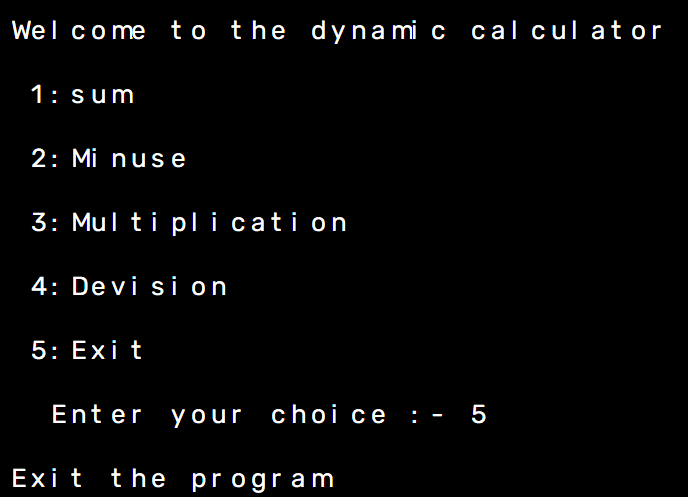 Welcome to the dynamic calculator
1: sum
2: Minuse
3: Multiplication
4: Devision
5: Exit
Enter your choice :- 5
Exit the program